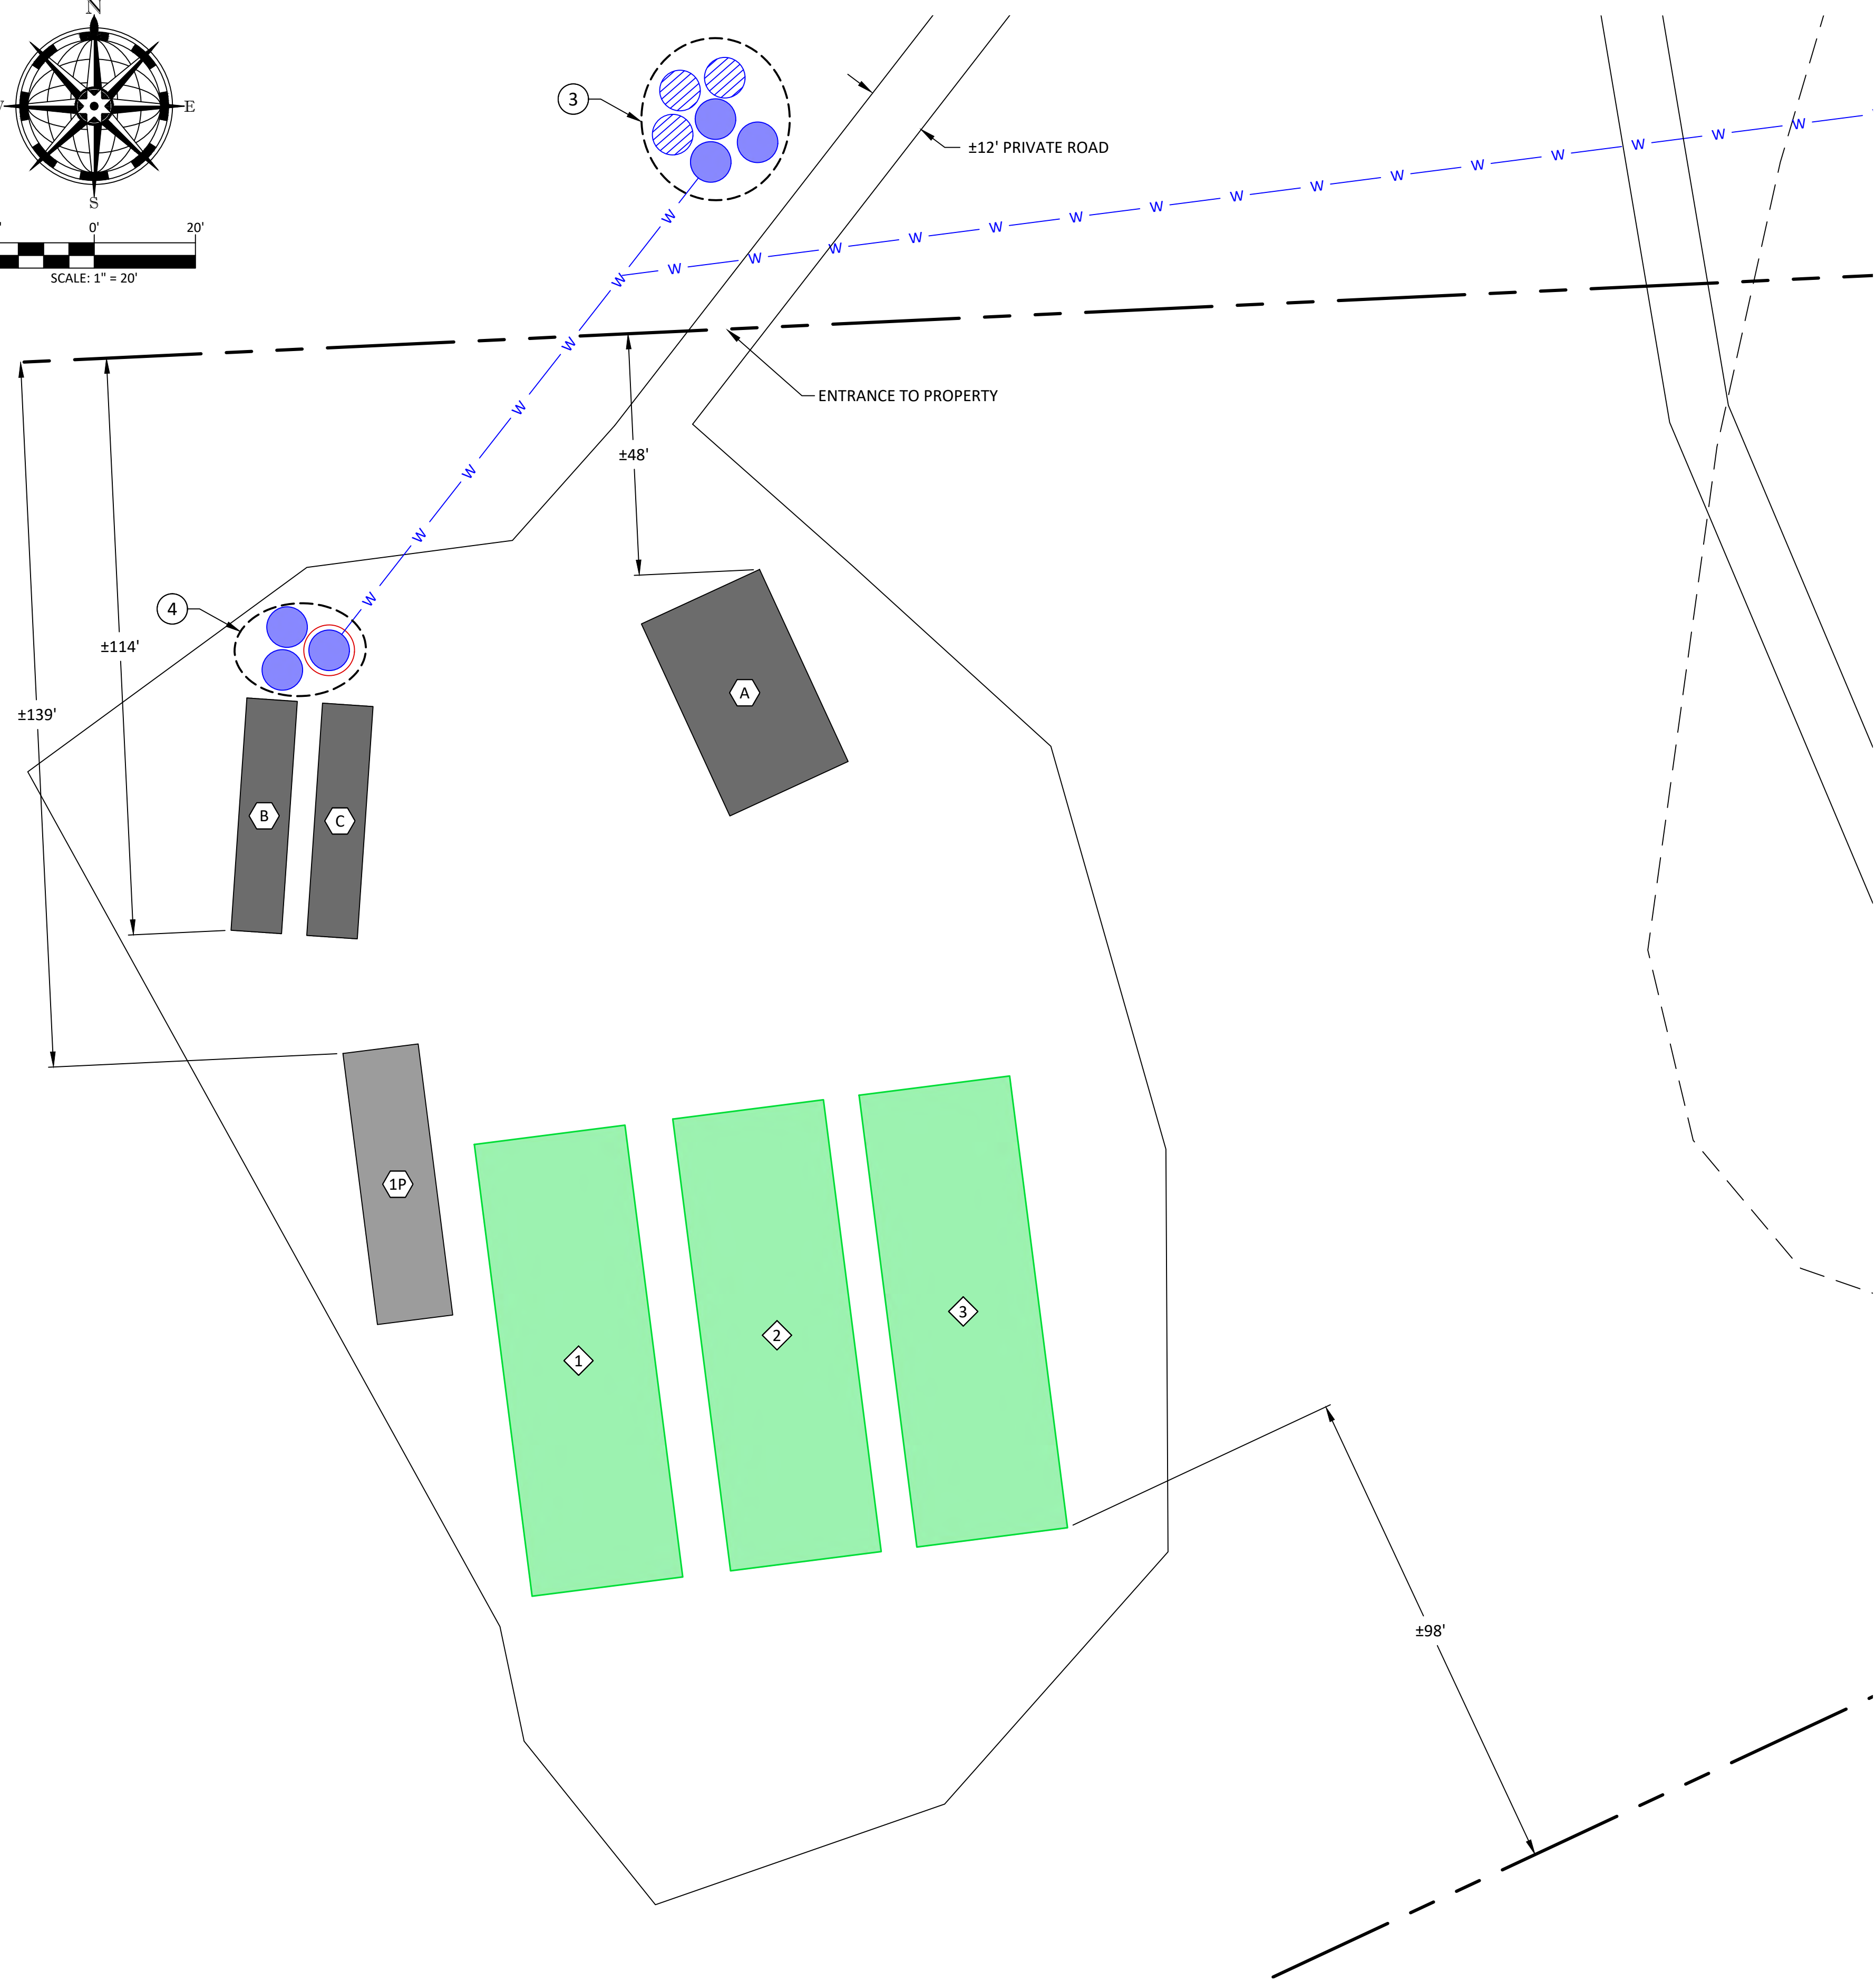 N
E
S
0'
20'
SCALE: 1" = 20'
3
±12' PRIVATE ROAD
W W W W W W W W W W W W W W W
W
W
W
W
W
W
W
ENTRANCE TO PROPERTY
±48'
4
±114'
±139'
A
B
C
1P
1
2
3
±98'